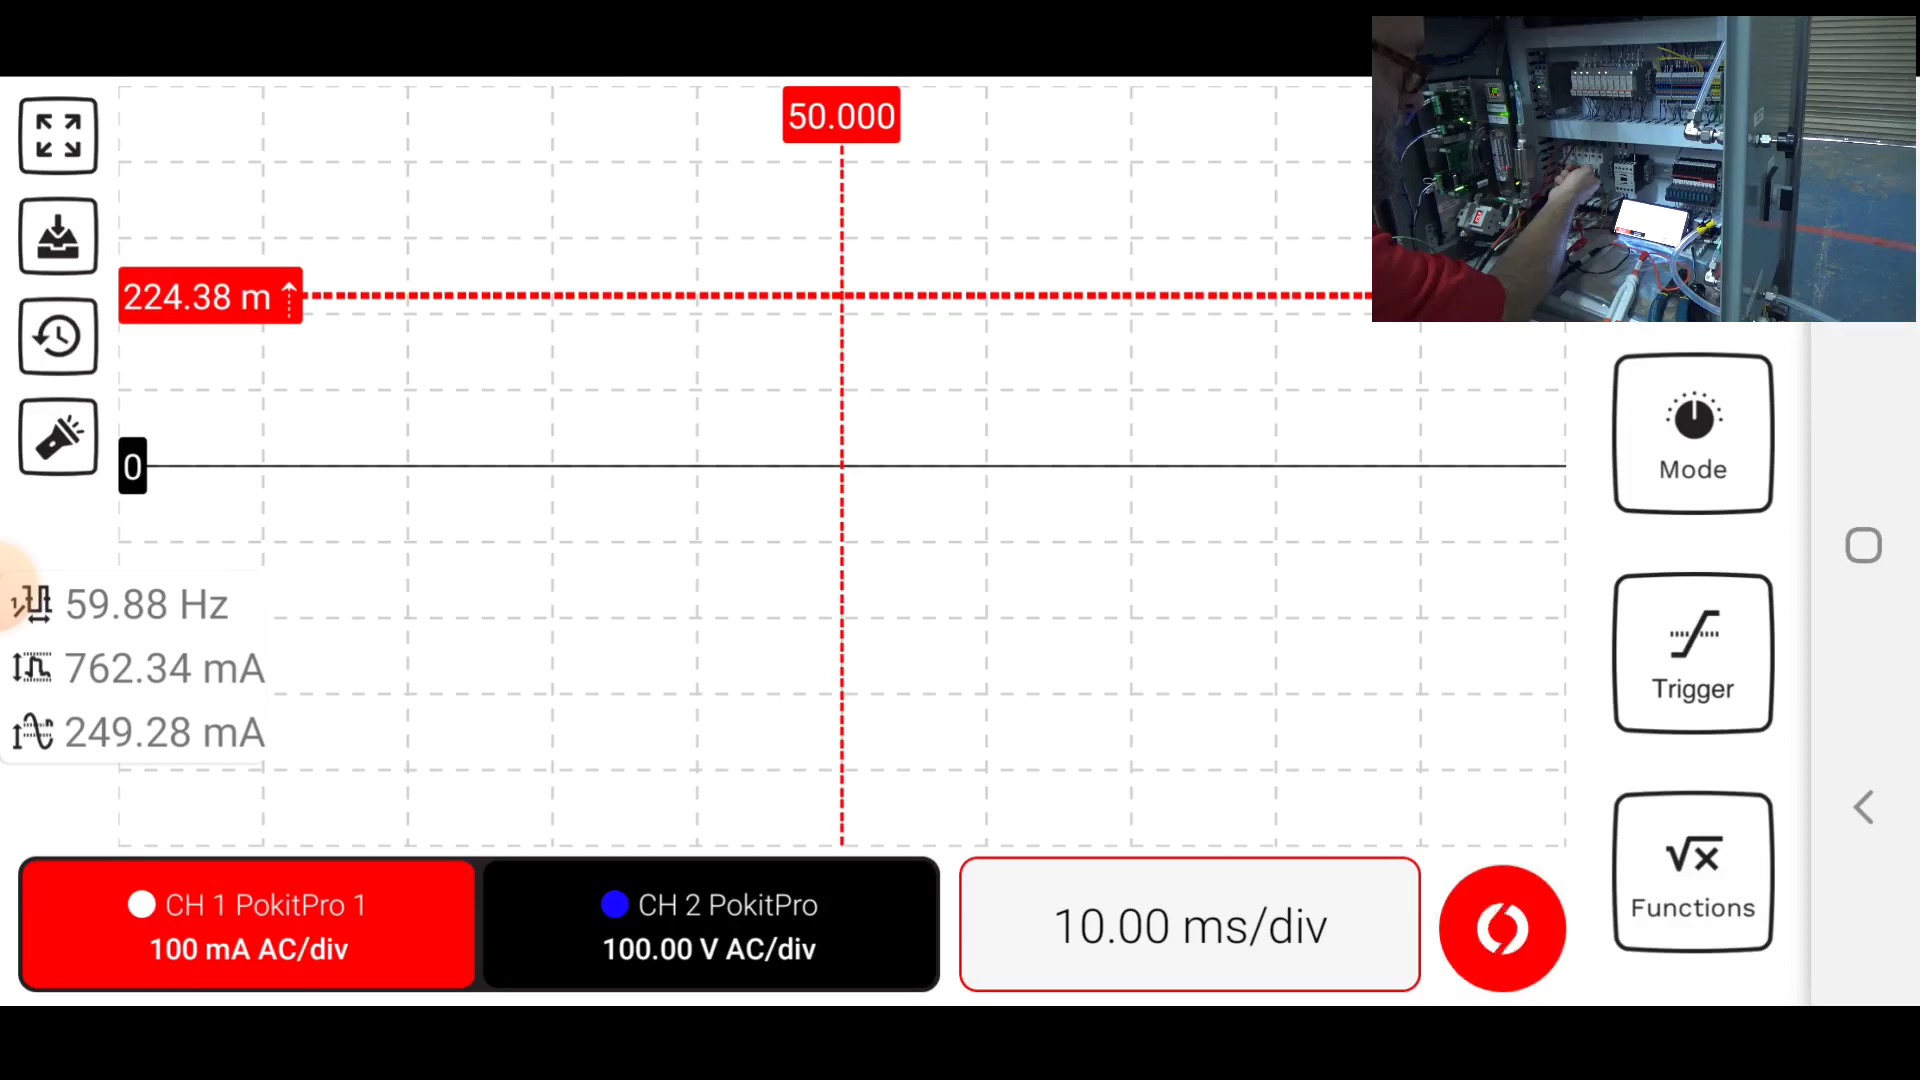 50.000
224.38 m
0
59.88 Hz
762.34 mA
249.28 mA
Mode
Trigger
Functions
CH 1 PokitPro 1
100 mA AC/div
CH 2 PokitPro
100.00 V AC/div
10.00 ms/div